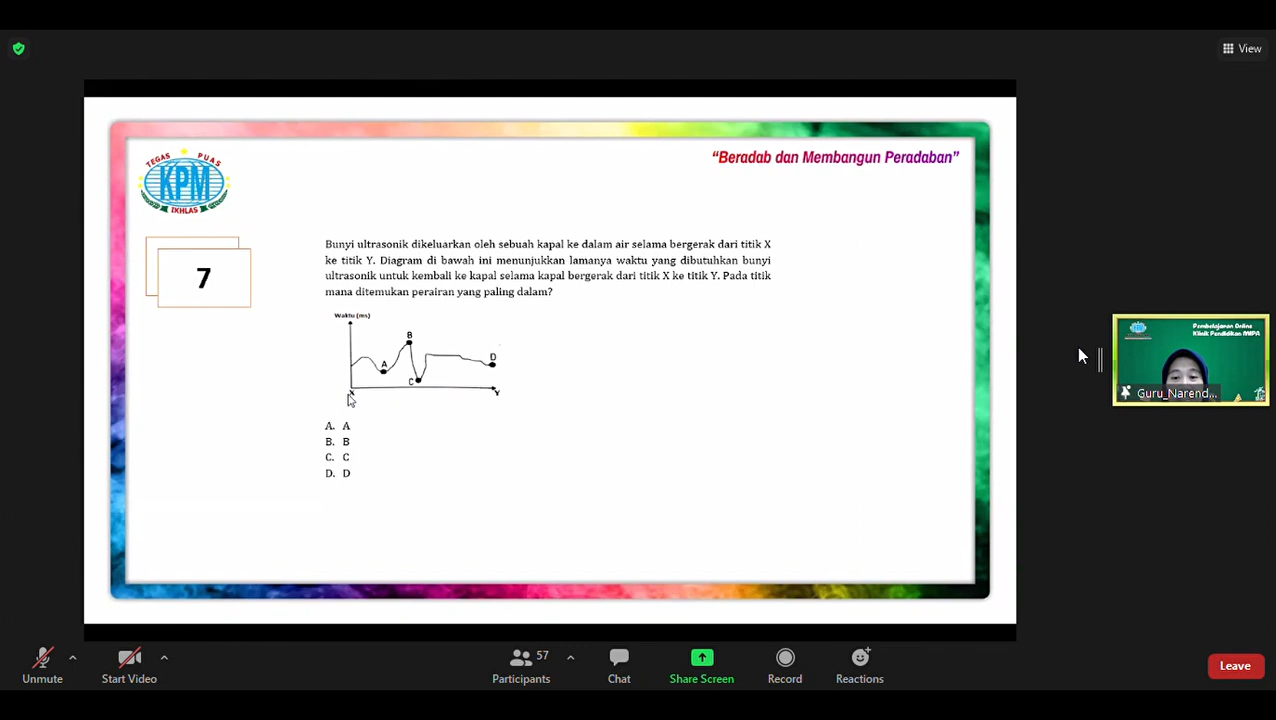 View
"Beradab dan Membangun Peradaban"
TEGAS PUAS
KPM
IKHLAS
7
Bunyi ultrasonik dikeluarkan oleh sebuah kapal ke dalam air selama bergerak dari titik X
ke titik Y. Diagram di bawah ini menunjukkan lamanya waktu yang dibutuhkan bunyi
ultrasonik untuk kembali ke kapal selama kapal bergerak dari titik X ke titik Y. Pada titik
mana ditemukan perairan yang paling dalam?
Waktu (ms)
B
A
D
C
X
Y
A. A
B. B
C. C
D. D
Pembelajaran Online
Klinik Pendidikan MIPA
Guru_Narend...
Unmute
Start Video
57
Participants
Chat
Share Screen
Record
Reactions
Leave